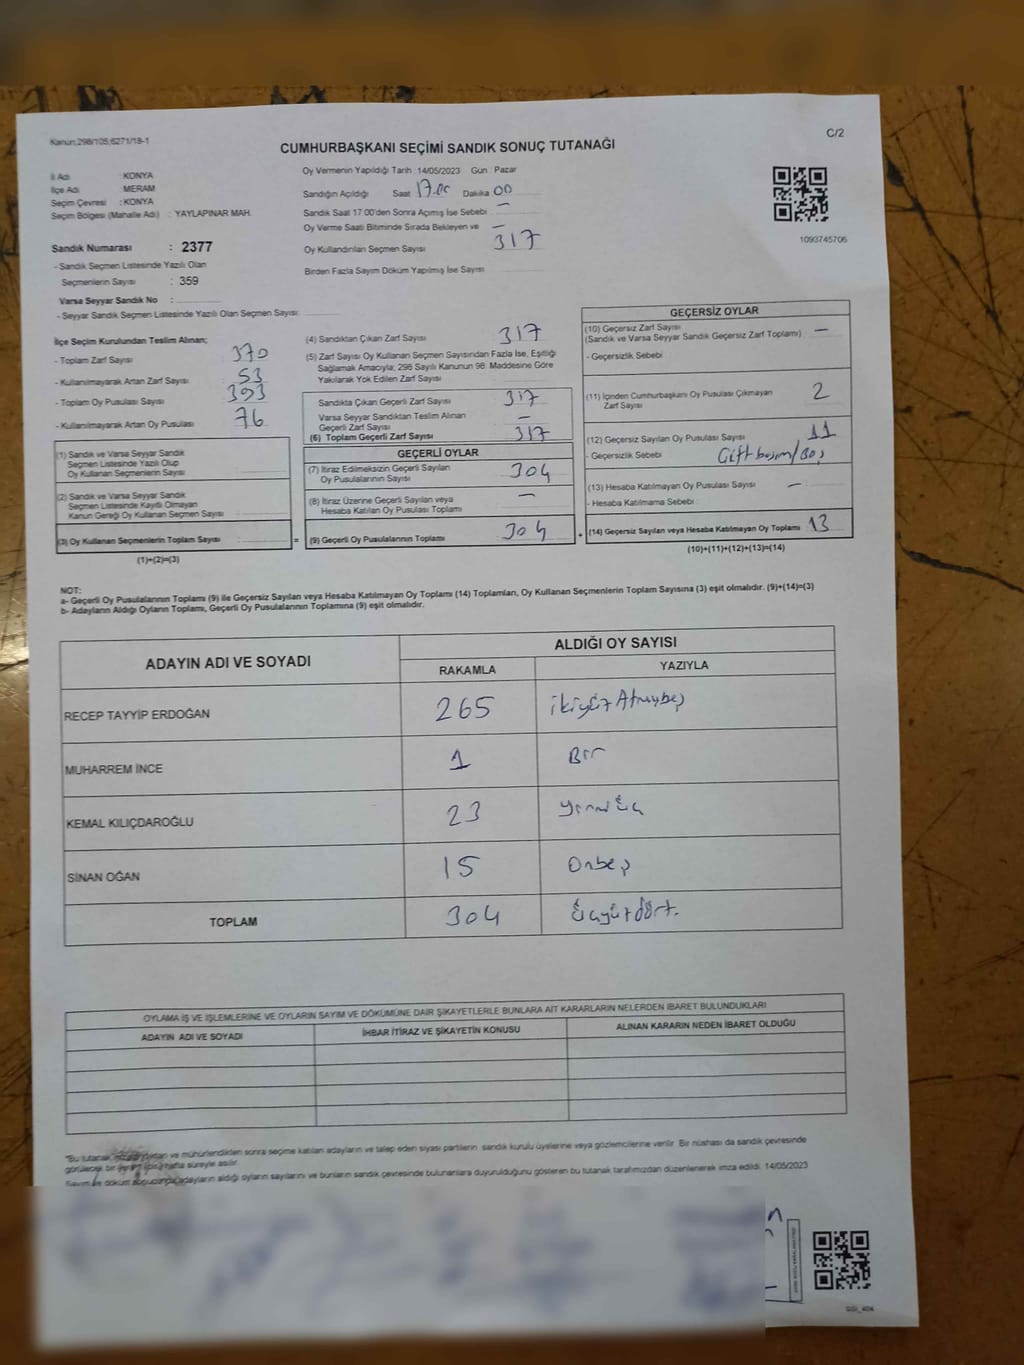 Kanun,298/105;6271/18-1
C/2
CUMHURBAŞKANI SEÇİMİ SANDIK SONUÇ TUTANAĞI
İl Adı : KONYA
İlçe Adı : MERAM
Seçim Çevresi : KONYA
Seçim Bölgesi (Mahalle Adı) : YAYLAPINAR MAH.
Sandık Numarası : 2377
- Sandık Seçmen Listesinde Yazılı Olan
Seçmenlerin Sayısı : 359
Varsa Seyyar Sandık No :
- Seyyar Sandık Seçmen Listesinde Yazılı Olan Seçmen Sayısı:
Oy Vermenin Yapıldığı Tarih :14/05/2023 Gün : Pazar
Sandığın Açıldığı Saat 17.00 Dakika 00
Sandık Saat 17 00'den Sonra Açımış İse Sebebi —
Oy Verme Saati Bitiminde Sırada Bekleyen ve —
Oy Kullandırılan Seçmen Sayısı 317
Birden Fazla Sayım Döküm Yapılmış İse Sayısı
1093745706
İlçe Seçim Kurulundan Teslim Alınan;
- Toplam Zarf Sayısı 370
- Kullanılmayarak Artan Zarf Sayısı 53
- Toplam Oy Pusulası Sayısı 393
- Kullanılmayarak Artan Oy Pusulası 76
(1) Sandık ve Varsa Seyyar Sandık
Seçmen Listesinde Yazılı Olup
Oy Kullanan Seçmenlerin Sayısı
(2) Sandık ve Varsa Seyyar Sandık
Seçmen Listesinde Kayıtlı Olmayan
Kanun Gereği Oy Kullanan Seçmen Sayısı
(3) Oy Kullanan Seçmenlerin Toplam Sayısı : =
(1)+(2)=(3)
(4) Sandıktan Çıkan Zarf Sayısı 317
(5) Zarf Sayısı Oy Kullanan Seçmen Sayısından Fazla İse, Eşitliği
Sağlamak Amacıyla; 298 Sayılı Kanunun 98. Maddesine Göre
Yakılarak Yok Edilen Zarf Sayısı
Sandıkta Çıkan Geçerli Zarf Sayısı 317
Varsa Seyyar Sandıktan Teslim Alınan
Geçerli Zarf Sayısı —
(6) Toplam Geçerli Zarf Sayısı 317
GEÇERLİ OYLAR
(7) İtiraz Edilmeksizin Geçerli Sayılan
Oy Pusulalarının Sayısı 304
(8) İtiraz Üzerine Geçerli Sayılan veya
Hesaba Katılan Oy Pusulası Toplamı —
(9) Geçerli Oy Pusulalarının Toplamı 304 +
GEÇERSİZ OYLAR
(10) Geçersiz Zarf Sayısı —
(Sandık ve Varsa Seyyar Sandık Geçersiz Zarf Toplamı)
- Geçersizlik Sebebi
(11) İçinden Cumhurbaşkanı Oy Pusulası Çıkmayan
Zarf Sayısı 2
(12) Geçersiz Sayılan Oy Pusulası Sayısı 11
- Geçersizlik Sebebi Çift basım/Boş
(13) Hesaba Katılmayan Oy Pusulası Sayısı —
- Hesaba Katılmama Sebebi
(14) Geçersiz Sayılan veya Hesaba Katılmayan Oy Toplamı 13
(10)+(11)+(12)+(13)=(14)
NOT:
a- Geçerli Oy Pusulalarının Toplamı (9) ile Geçersiz Sayılan veya Hesaba Katılmayan Oy Toplamı (14) Toplamları, Oy Kullanan Seçmenlerin Toplam Sayısına (3) eşit olmalıdır. (9)+(14)=(3)
b- Adayların Aldığı Oyların Toplamı, Geçerli Oy Pusulalarının Toplamına (9) eşit olmalıdır.
ADAYIN ADI VE SOYADI ALDIĞI OY SAYISI
RAKAMLA YAZIYLA
RECEP TAYYİP ERDOĞAN 265 ikiyüz Atmışbeş
MUHARREM İNCE 1 Bir
KEMAL KILIÇDAROĞLU 23 yirmi üç
SİNAN OĞAN 15 Onbeş
TOPLAM 304 üçyüzdört.
OYLAMA İŞ VE İŞLEMLERİNE VE OYLARIN SAYIM VE DÖKÜMÜNE DAİR ŞİKAYETLERLE BUNLARA AİT KARARLARIN NELERDEN İBARET BULUNDUKLARI
ADAYIN ADI VE SOYADI İHBAR İTİRAZ VE ŞİKAYETİN KONUSU ALINAN KARARIN NEDEN İBARET OLDUĞU
"Bu tutanak ve mühürlendikten sonra seçime katılan adayların ve talep eden siyasi partilerin sandık kurulu üyelerine veya gözlemcilerine verilir. Bir nüshası da sandık çevresinde
görülecek bir hafta süreyle asılır.
Sayım ve döküm sonucunda adayların aldığı oyların sayılarını ve bunların sandık çevresinde bulunanlara duyurulduğunu gösteren bu tutanak tarafımızdan düzenlenerek imza edildi. 14/05/2023